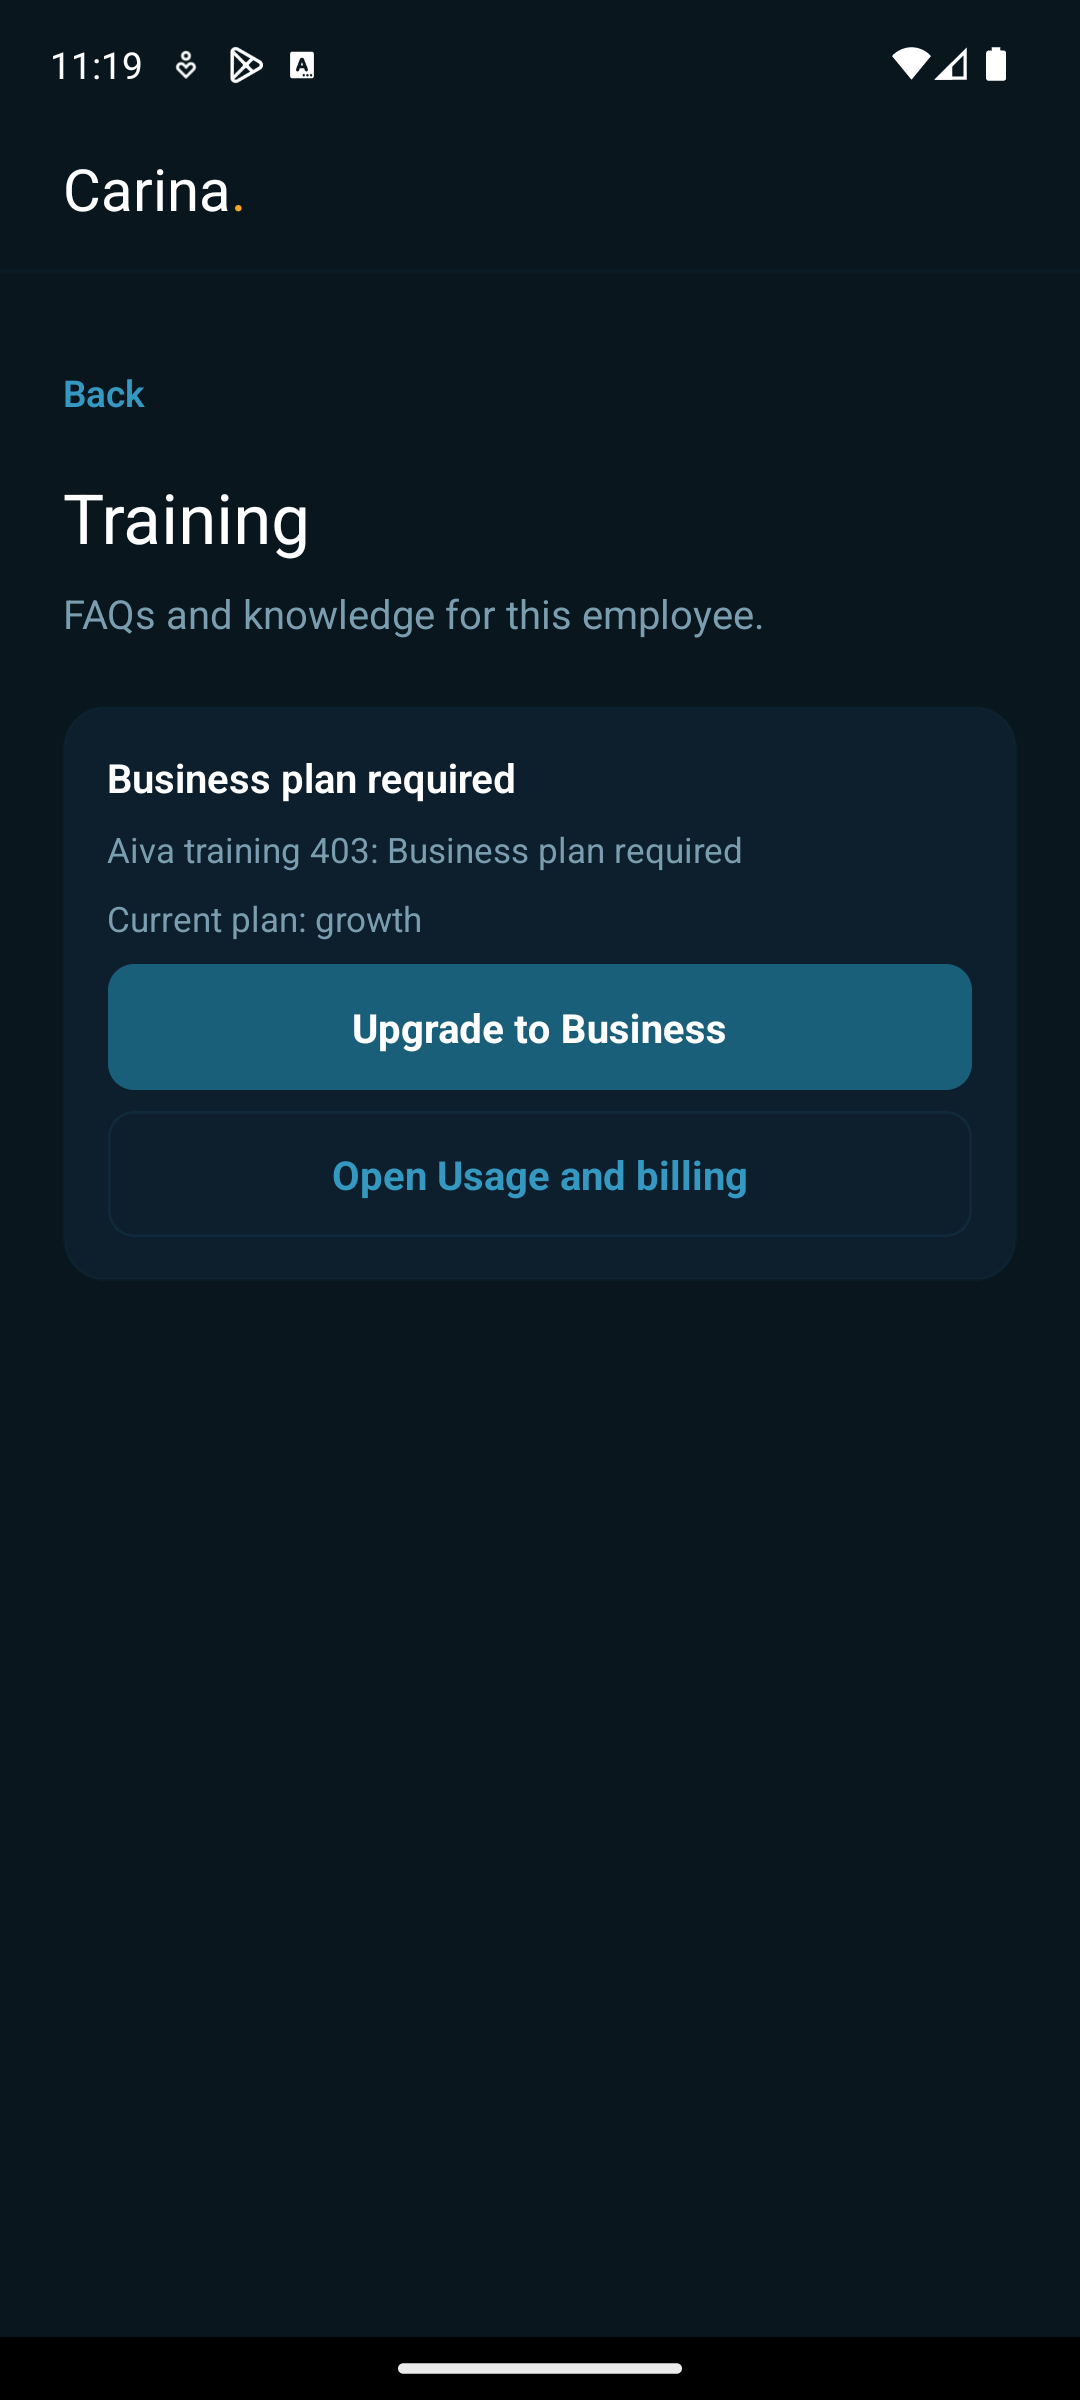 11:19
Carina.
Back
Training
FAQs and knowledge for this employee.
Business plan required
Aiva training 403: Business plan required
Current plan: growth
Upgrade to Business
Open Usage and billing